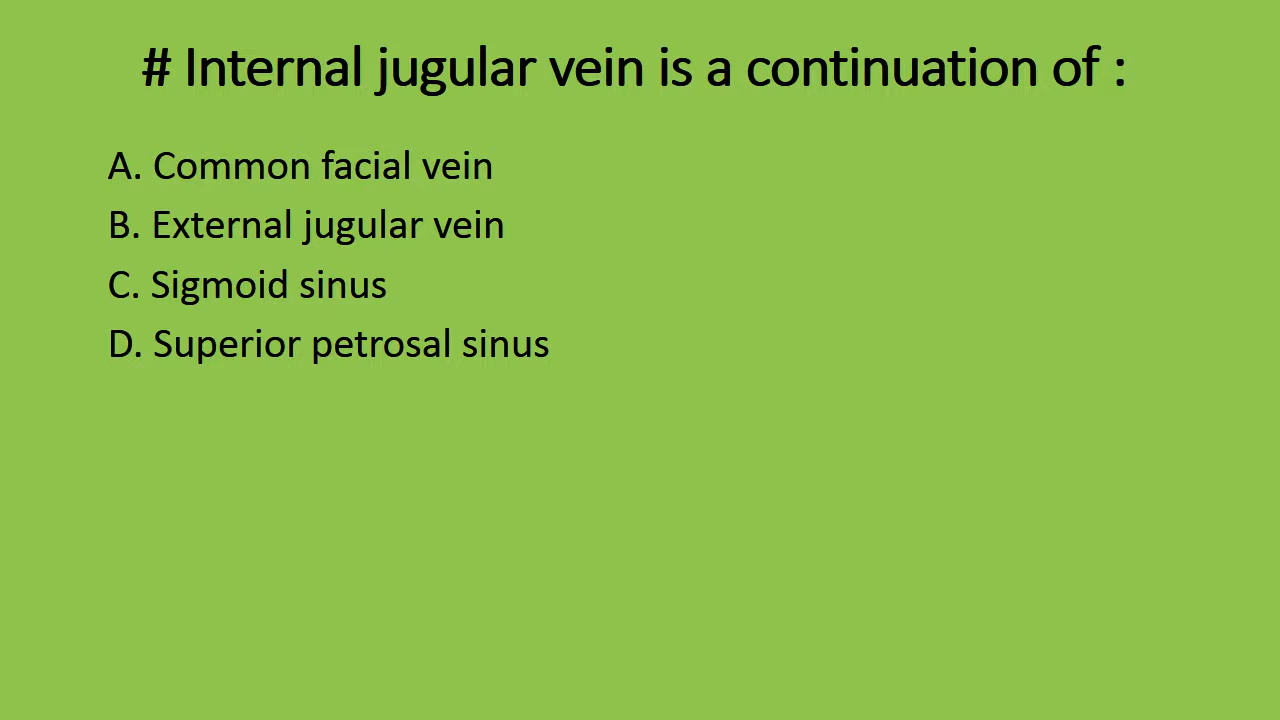 # Internal jugular vein is a continuation of :
A. Common facial vein
B. External jugular vein
C. Sigmoid sinus
D. Superior petrosal sinus